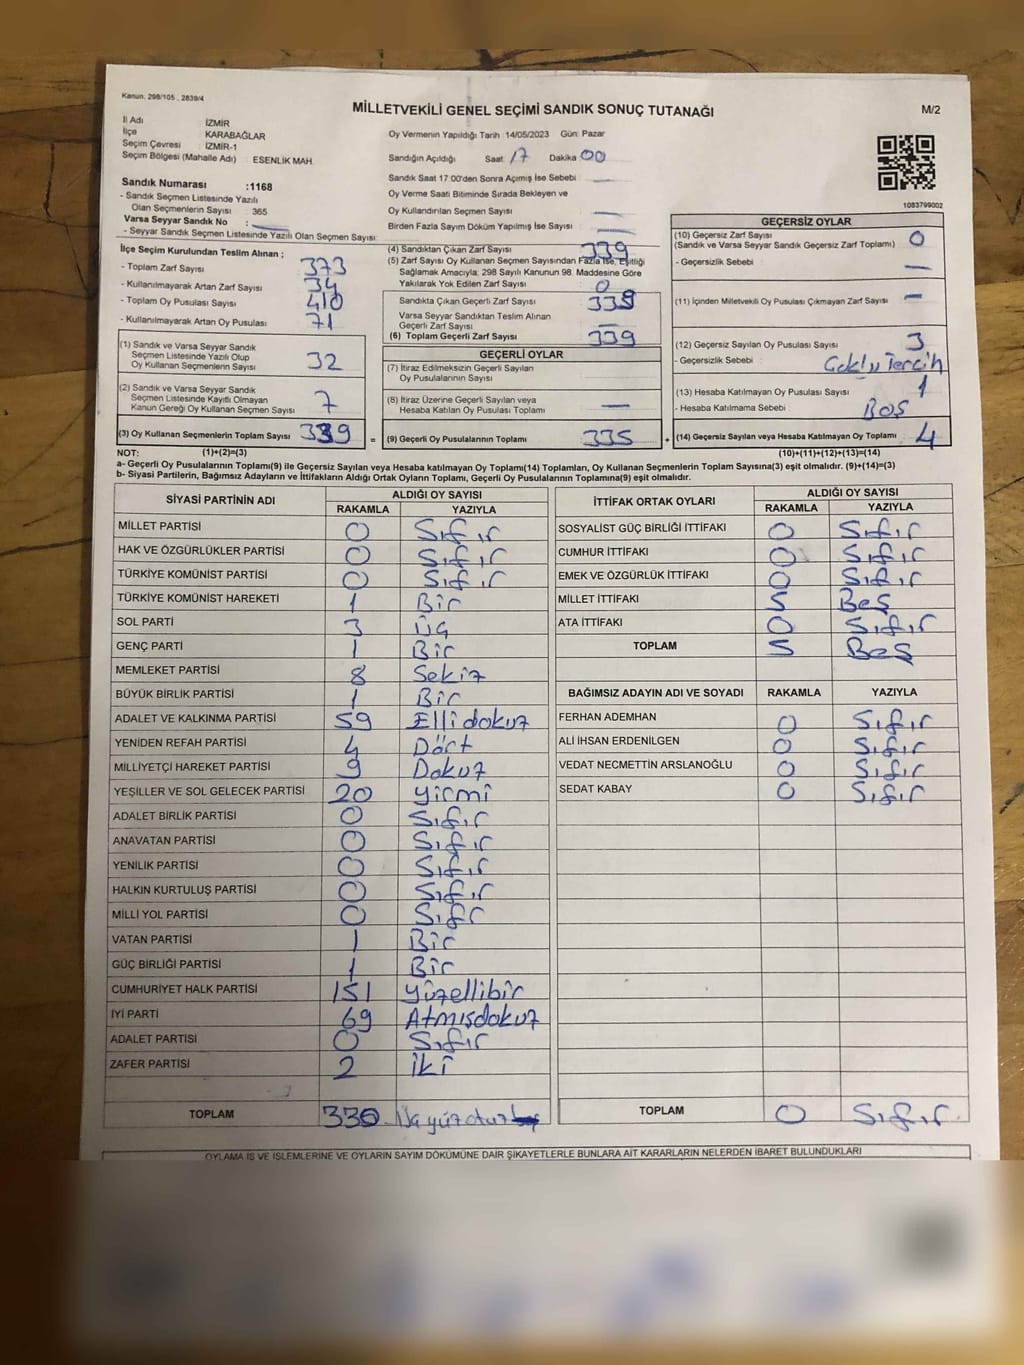 Kanun: 298/105 , 2839/4
MİLLETVEKİLİ GENEL SEÇİMİ SANDIK SONUÇ TUTANAĞI
M/2
İl Adı İZMİR
İlçe KARABAĞLAR
Seçim Çevresi İZMİR-1
Seçim Bölgesi (Mahalle Adı) ESENLİK MAH.
Sandık Numarası :1168
- Sandık Seçmen Listesinde Yazılı
Olan Seçmenlerin Sayısı : 365
Varsa Seyyar Sandık No :
- Seyyar Sandık Seçmen Listesinde Yazılı Olan Seçmen Sayısı:
İlçe Seçim Kurulundan Teslim Alınan ;
- Toplam Zarf Sayısı 373
- Kullanılmayarak Artan Zarf Sayısı 34
- Toplam Oy Pusulası Sayısı 410
- Kullanılmayarak Artan Oy Pusulası 71
(1) Sandık ve Varsa Seyyar Sandık
Seçmen Listesinde Yazılı Olup
Oy Kullanan Seçmenlerin Sayısı 332
(2) Sandık ve Varsa Seyyar Sandık
Seçmen Listesinde Kayıtlı Olmayan
Kanun Gereği Oy Kullanan Seçmen Sayısı 7
(3) Oy Kullanan Seçmenlerin Toplam Sayısı 339
Oy Vermenin Yapıldığı Tarih :14/05/2023 Gün: Pazar
Sandığın Açıldığı Saat 17 Dakika 00
Sandık Saat 17:00'den Sonra Açılmış İse Sebebi
Oy Verme Saati Bitiminde Sırada Bekleyen ve
Oy Kullandırılan Seçmen Sayısı
Birden Fazla Sayım Döküm Yapılmış İse Sayısı
(4) Sandıktan Çıkan Zarf Sayısı 339
(5) Zarf Sayısı Oy Kullanan Seçmen Sayısından Fazla İse, Eşitliği
Sağlamak Amacıyla; 298 Sayılı Kanunun 98. Maddesine Göre
Yakılarak Yok Edilen Zarf Sayısı 0
Sandıkta Çıkan Geçerli Zarf Sayısı 339
Varsa Seyyar Sandıktan Teslim Alınan
Geçerli Zarf Sayısı
(6) Toplam Geçerli Zarf Sayısı 339
GEÇERLİ OYLAR
(7) İtiraz Edilmeksizin Geçerli Sayılan
Oy Pusulalarının Sayısı
(8) İtiraz Üzerine Geçerli Sayılan veya
Hesaba Katılan Oy Pusulası Toplamı
= (9) Geçerli Oy Pusulalarının Toplamı 335 +
1083799002
GEÇERSİZ OYLAR
(10) Geçersiz Zarf Sayısı
(Sandık ve Varsa Seyyar Sandık Geçersiz Zarf Toplamı) 0
- Geçersizlik Sebebi :
(11) İçinden Milletvekili Oy Pusulası Çıkmayan Zarf Sayısı
(12) Geçersiz Sayılan Oy Pusulası Sayısı 3
- Geçersizlik Sebebi : Çoklu Tercih
(13) Hesaba Katılmayan Oy Pusulası Sayısı 1
- Hesaba Katılmama Sebebi : BOŞ
(14) Geçersiz Sayılan veya Hesaba Katılmayan Oy Toplamı 4
NOT: (1)+(2)=(3) (10)+(11)+(12)+(13)=(14)
a- Geçerli Oy Pusulalarının Toplamı(9) ile Geçersiz Sayılan veya Hesaba katılmayan Oy Toplamı(14) Toplamları, Oy Kullanan Seçmenlerin Toplam Sayısına(3) eşit olmalıdır. (9)+(14)=(3)
b- Siyasi Partilerin, Bağımsız Adayların ve İttifakların Aldığı Ortak Oyların Toplamı, Geçerli Oy Pusulalarının Toplamına(9) eşit olmalıdır.
SİYASİ PARTİNİN ADI ALDIĞI OY SAYISI
RAKAMLA YAZIYLA
MİLLET PARTİSİ 0 Sıfır
HAK VE ÖZGÜRLÜKLER PARTİSİ 0 Sıfır
TÜRKİYE KOMÜNİST PARTİSİ 0 Sıfır
TÜRKİYE KOMÜNİST HAREKETİ 1 Bir
SOL PARTİ 3 Üç
GENÇ PARTİ 1 Bir
MEMLEKET PARTİSİ 8 Sekiz
BÜYÜK BİRLİK PARTİSİ 1 Bir
ADALET VE KALKINMA PARTİSİ 59 Ellidokuz
YENİDEN REFAH PARTİSİ 4 Dört
MİLLİYETÇİ HAREKET PARTİSİ 9 Dokuz
YEŞİLLER VE SOL GELECEK PARTİSİ 20 yirmi
ADALET BİRLİK PARTİSİ 0 Sıfır
ANAVATAN PARTİSİ 0 Sıfır
YENİLİK PARTİSİ 0 Sıfır
HALKIN KURTULUŞ PARTİSİ 0 Sıfır
MİLLİ YOL PARTİSİ 0 Sıfır
VATAN PARTİSİ 1 Bir
GÜÇ BİRLİĞİ PARTİSİ 1 Bir
CUMHURİYET HALK PARTİSİ 151 yüzellibir
İYİ PARTİ 69 Atmışdokuz
ADALET PARTİSİ 0 Sıfır
ZAFER PARTİSİ 2 iki
TOPLAM 330 üçyüzotuz
İTTİFAK ORTAK OYLARI ALDIĞI OY SAYISI
RAKAMLA YAZIYLA
SOSYALİST GÜÇ BİRLİĞİ İTTİFAKI 0 Sıfır
CUMHUR İTTİFAKI 0 Sıfır
EMEK VE ÖZGÜRLÜK İTTİFAKI 0 Sıfır
MİLLET İTTİFAKI 5 Beş
ATA İTTİFAKI 0 Sıfır
TOPLAM 5 Beş
BAĞIMSIZ ADAYIN ADI VE SOYADI RAKAMLA YAZIYLA
FERHAN ADEMHAN 0 Sıfır
ALİ İHSAN ERDENİLGEN 0 Sıfır
VEDAT NECMETTİN ARSLANOĞLU 0 Sıfır
SEDAT KABAY 0 Sıfır
TOPLAM 0 Sıfır
OYLAMA İŞ VE İŞLEMLERİNE VE OYLARIN SAYIM DÖKÜMÜNE DAİR ŞİKAYETLERLE BUNLARA AİT KARARLARIN NELERDEN İBARET BULUNDUKLARI